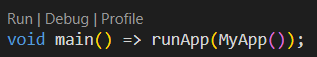 Run | Debug | Profile
void main() => runApp(MyApp());